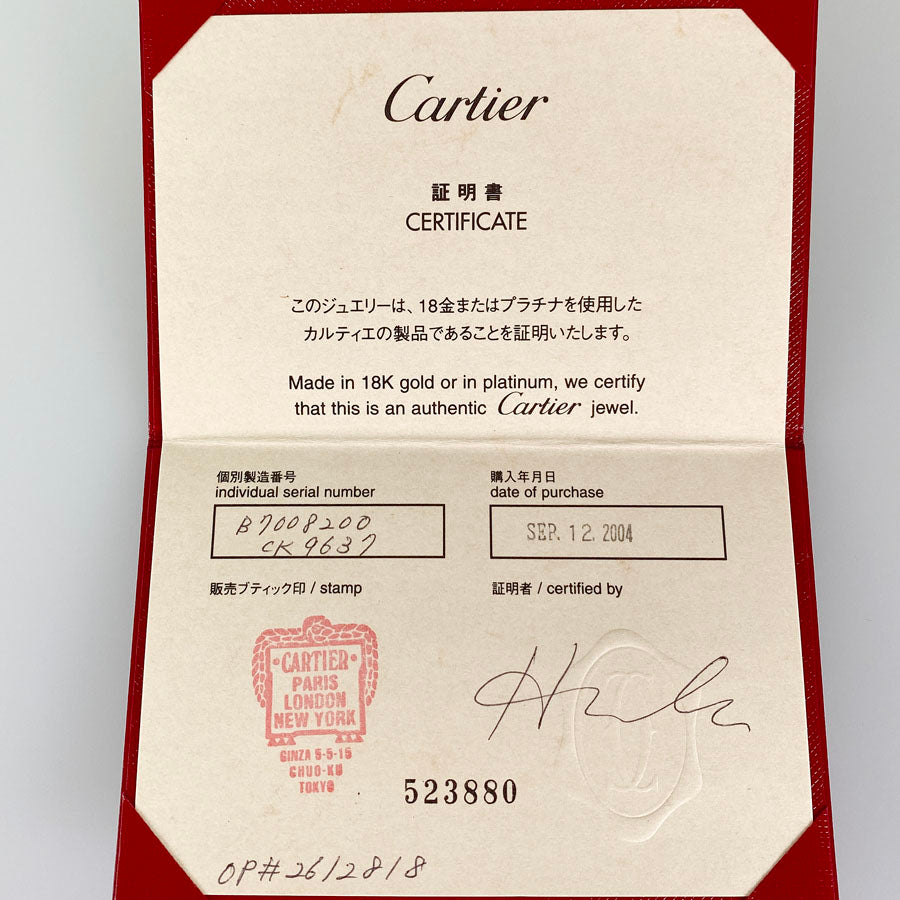 Cartier
証明書
CERTIFICATE
このジュエリーは、18金またはプラチナを使用した
カルティエの製品であることを証明いたします。
Made in 18K gold or in platinum, we certify
that this is an authentic Cartier jewel.
個別製造番号
individual serial number
B7008200
CK9637
購入年月日
date of purchase
SEP. 12. 2004
販売ブティック印 / stamp
証明者 / certified by
·CARTIER·
PARIS
LONDON
NEW YORK
GINZA 5-5-15
CHUO-KU
TOKYO
523880
OP#2612818